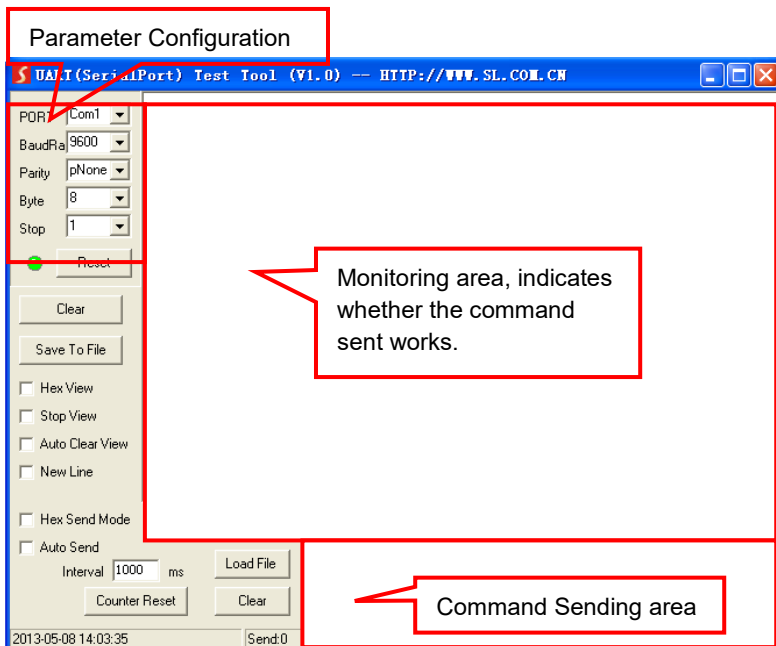 Parameter Configuration
UART(SerialPort) Test Tool (V1.0) -- HTTP://WWW.SL.COM.CN
PORT Com1
BaudRa 9600
Parity pNone
Byte 8
Stop 1
Reset
Clear
Save To File
Hex View
Stop View
Auto Clear View
New Line
Monitoring area, indicates
whether the command
sent works.
Hex Send Mode
Auto Send
Interval 1000 ms
Load File
Counter Reset
Clear
Command Sending area
2013-05-08 14:03:35
Send:0